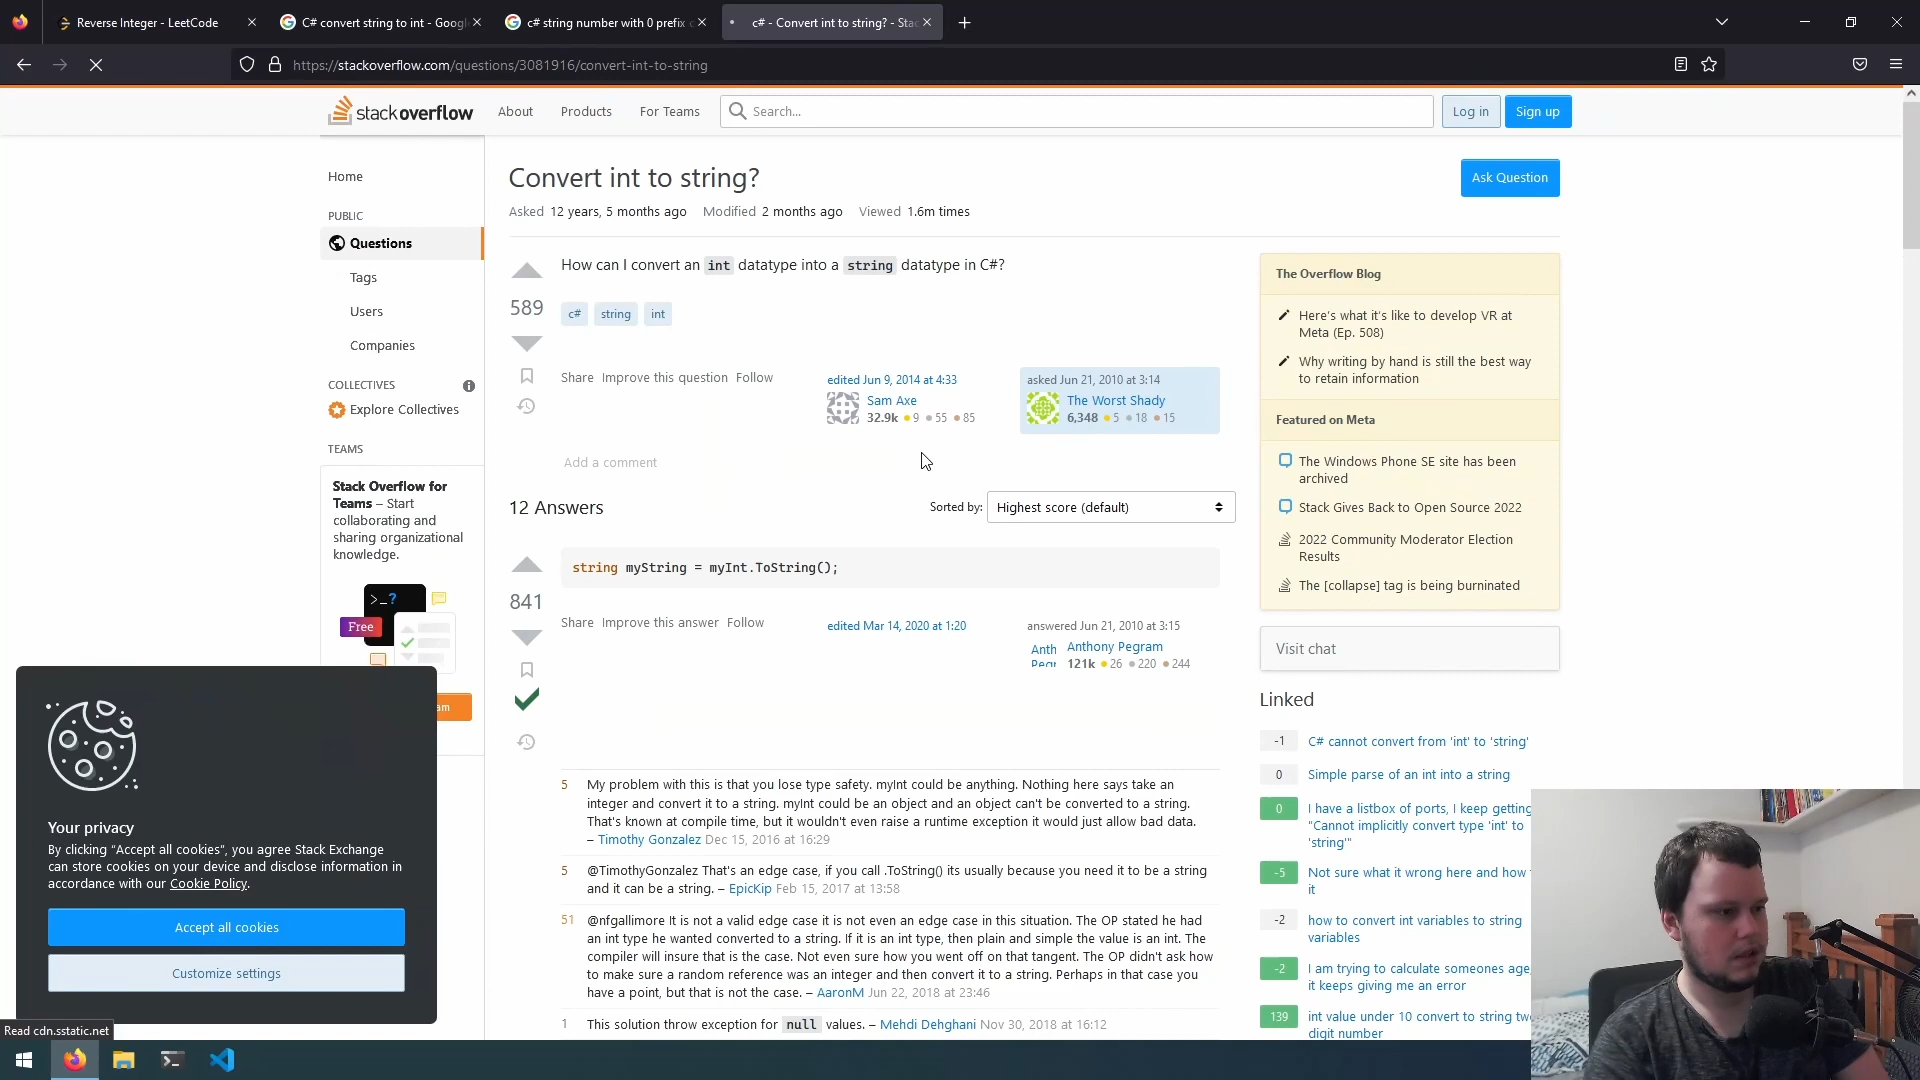 Reverse Integer - LeetCode
C# convert string to int - Googl
c# string number with 0 prefix c
c# - Convert int to string? - Stac
https://stackoverflow.com/questions/3081916/convert-int-to-string
stackoverflow
About
Products
For Teams
Search...
Log in
Sign up
Home
PUBLIC
Questions
Tags
Users
Companies
COLLECTIVES
Explore Collectives
TEAMS
Stack Overflow for
Teams – Start
collaborating and
sharing organizational
knowledge.
>_?
Free
am
Convert int to string?
Ask Question
Asked 12 years, 5 months ago Modified 2 months ago Viewed 1.6m times
How can I convert an int datatype into a string datatype in C#?
589
c# string int
Share Improve this question Follow
edited Jun 9, 2014 at 4:33
Sam Axe
32.9k 9 55 85
asked Jun 21, 2010 at 3:14
The Worst Shady
6,348 5 18 15
Add a comment
12 Answers
Sorted by: Highest score (default)
string myString = myInt.ToString();
841
Share Improve this answer Follow
edited Mar 14, 2020 at 1:20
answered Jun 21, 2010 at 3:15
Anth
Pegr
Anthony Pegram
121k 26 220 244
5 My problem with this is that you lose type safety. myInt could be anything. Nothing here says take an
integer and convert it to a string. myInt could be an object and an object can't be converted to a string.
That's known at compile time, but it wouldn't even raise a runtime exception it would just allow bad data.
– Timothy Gonzalez Dec 15, 2016 at 16:29
5 @TimothyGonzalez That's an edge case, if you call .ToString() its usually because you need it to be a string
and it can be a string. – EpicKip Feb 15, 2017 at 13:58
51 @nfgallimore It is not a valid edge case it is not even an edge case in this situation. The OP stated he had
an int type he wanted converted to a string. If it is an int type, then plain and simple the value is an int. The
compiler will insure that is the case. Not even sure how you went off on that tangent. The OP didn't ask how
to make sure a random reference was an integer and then convert it to a string. Perhaps in that case you
have a point, but that is not the case. – AaronM Jun 22, 2018 at 23:46
1 This solution throw exception for null values. – Mehdi Dehghani Nov 30, 2018 at 16:12
The Overflow Blog
Here's what it's like to develop VR at
Meta (Ep. 508)
Why writing by hand is still the best way
to retain information
Featured on Meta
The Windows Phone SE site has been
archived
Stack Gives Back to Open Source 2022
2022 Community Moderator Election
Results
The [collapse] tag is being burninated
Visit chat
Linked
-1 C# cannot convert from 'int' to 'string'
0 Simple parse of an int into a string
0 I have a listbox of ports, I keep getting
"Cannot implicitly convert type 'int' to
'string'"
-5 Not sure what it wrong here and how
it
-2 how to convert int variables to string
variables
-2 I am trying to calculate someones age,
it keeps giving me an error
139 int value under 10 convert to string tw
digit number
Your privacy
By clicking “Accept all cookies”, you agree Stack Exchange
can store cookies on your device and disclose information in
accordance with our Cookie Policy.
Accept all cookies
Customize settings
Read cdn.sstatic.net